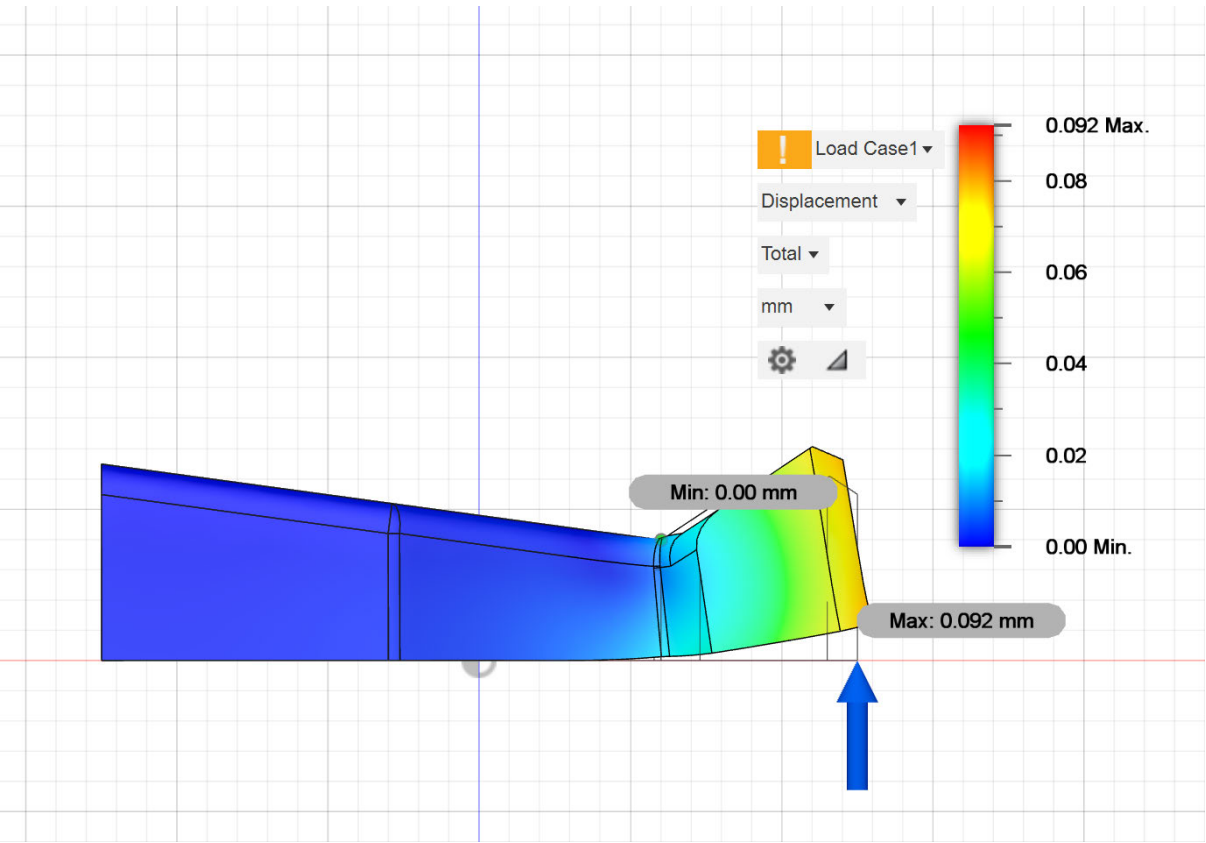 Load Case1
Displacement
Total
mm
0.092 Max.
0.08
0.06
0.04
0.02
0.00 Min.
Min: 0.00 mm
Max: 0.092 mm